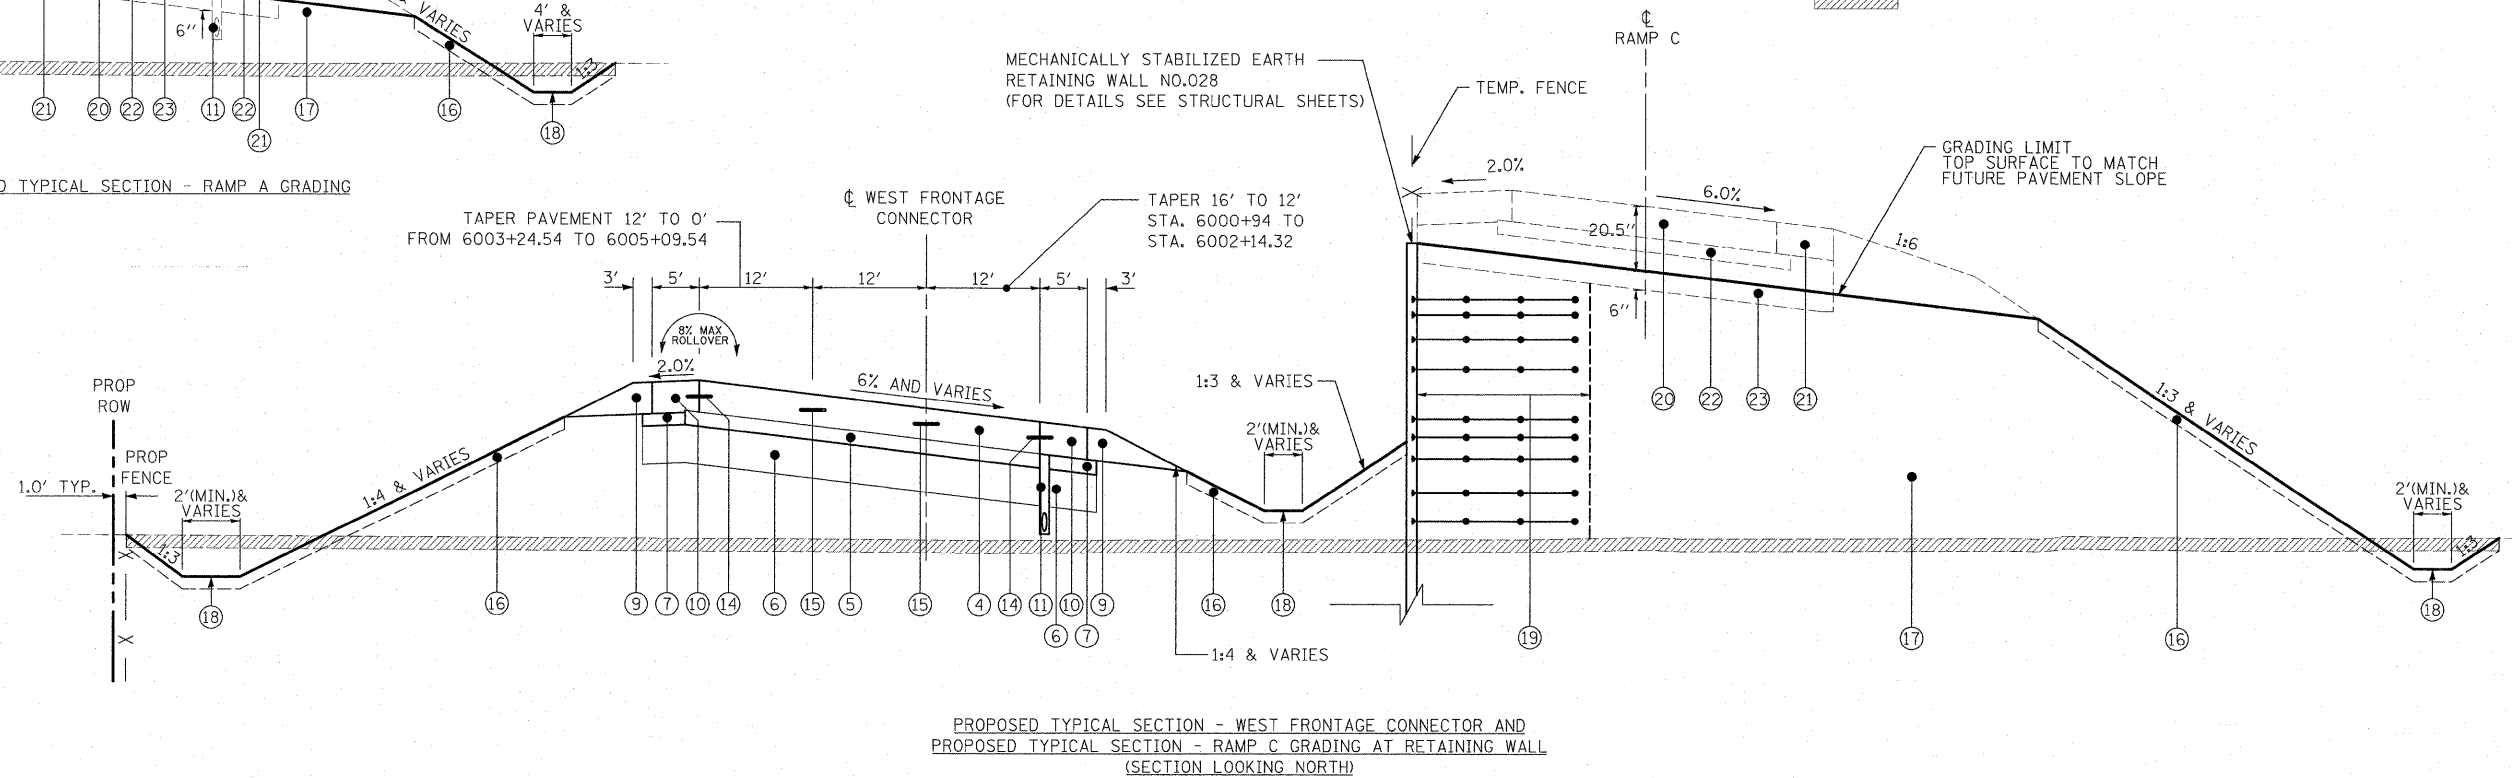 & VARIES
4' &
VARIES
6"
1:3
21
20
22
23
11
22
21
17
16
18
TYPICAL SECTION - RAMP A GRADING
MECHANICALLY STABILIZED EARTH
RETAINING WALL NO.028
(FOR DETAILS SEE STRUCTURAL SHEETS)
TEMP. FENCE
℄
RAMP C
GRADING LIMIT
TOP SURFACE TO MATCH
FUTURE PAVEMENT SLOPE
2.0%
6.0%
20.5"
1:6
6"
20
22
23
21
TAPER PAVEMENT 12' TO 0'
FROM 6003+24.54 TO 6005+09.54
℄ WEST FRONTAGE
CONNECTOR
TAPER 16' TO 12'
STA. 6000+94 TO
STA. 6002+14.32
3'
5'
12'
12'
12'
5'
3'
8% MAX
ROLLOVER
2.0%
6% AND VARIES
1:3 & VARIES
PROP
ROW
PROP
FENCE
1.0' TYP.
2'(MIN.)&
VARIES
1:3
1:4 & VARIES
2'(MIN.)&
VARIES
1:3 & VARIES
2'(MIN.)&
VARIES
1:3
18
16
9
7
10
14
6
15
5
15
4
14
11
10
9
6
7
16
18
19
17
16
18
1:4 & VARIES
PROPOSED TYPICAL SECTION - WEST FRONTAGE CONNECTOR AND
PROPOSED TYPICAL SECTION - RAMP C GRADING AT RETAINING WALL
(SECTION LOOKING NORTH)